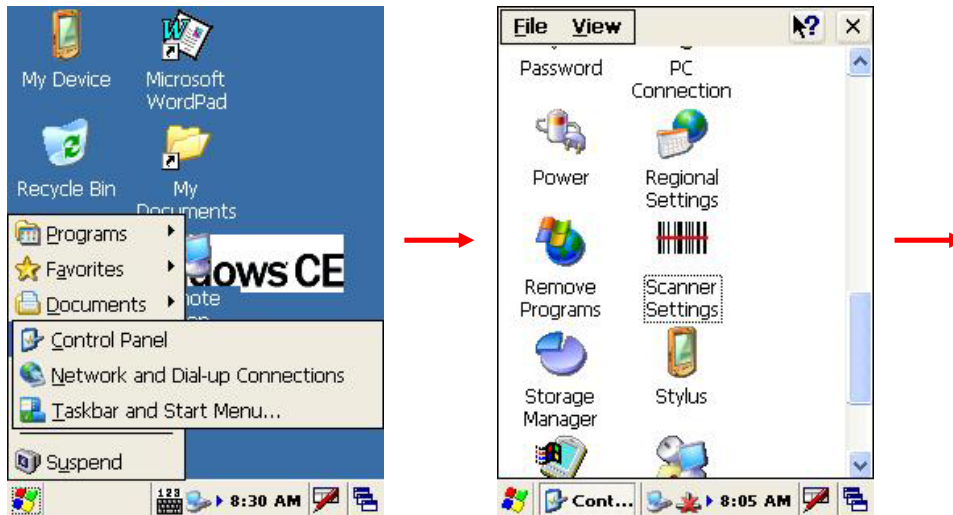 My Device
Microsoft
WordPad
Recycle Bin
My
Documents
Programs
Favorites
Documents
Control Panel
Network and Dial-up Connections
Taskbar and Start Menu...
Suspend
ows CE
123
8:30 AM
File View
?
Password
PC
Connection
Power
Regional
Settings
Remove
Programs
Scanner
Settings
Storage
Manager
Stylus
Cont...
8:05 AM